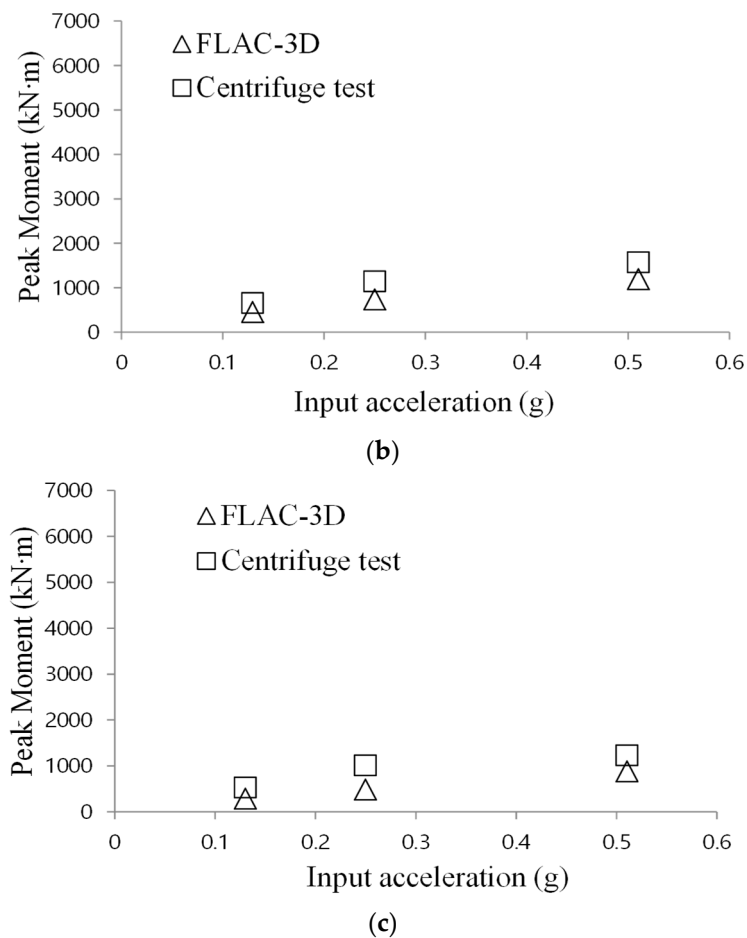 7000
6000
5000
4000
3000
2000
1000
0
Peak Moment (kN·m)
FLAC-3D
Centrifuge test
0 0.1 0.2 0.3 0.4 0.5 0.6
Input acceleration (g)
(b)
7000
6000
5000
4000
3000
2000
1000
0
Peak Moment (kN·m)
FLAC-3D
Centrifuge test
0 0.1 0.2 0.3 0.4 0.5 0.6
Input acceleration (g)
(c)